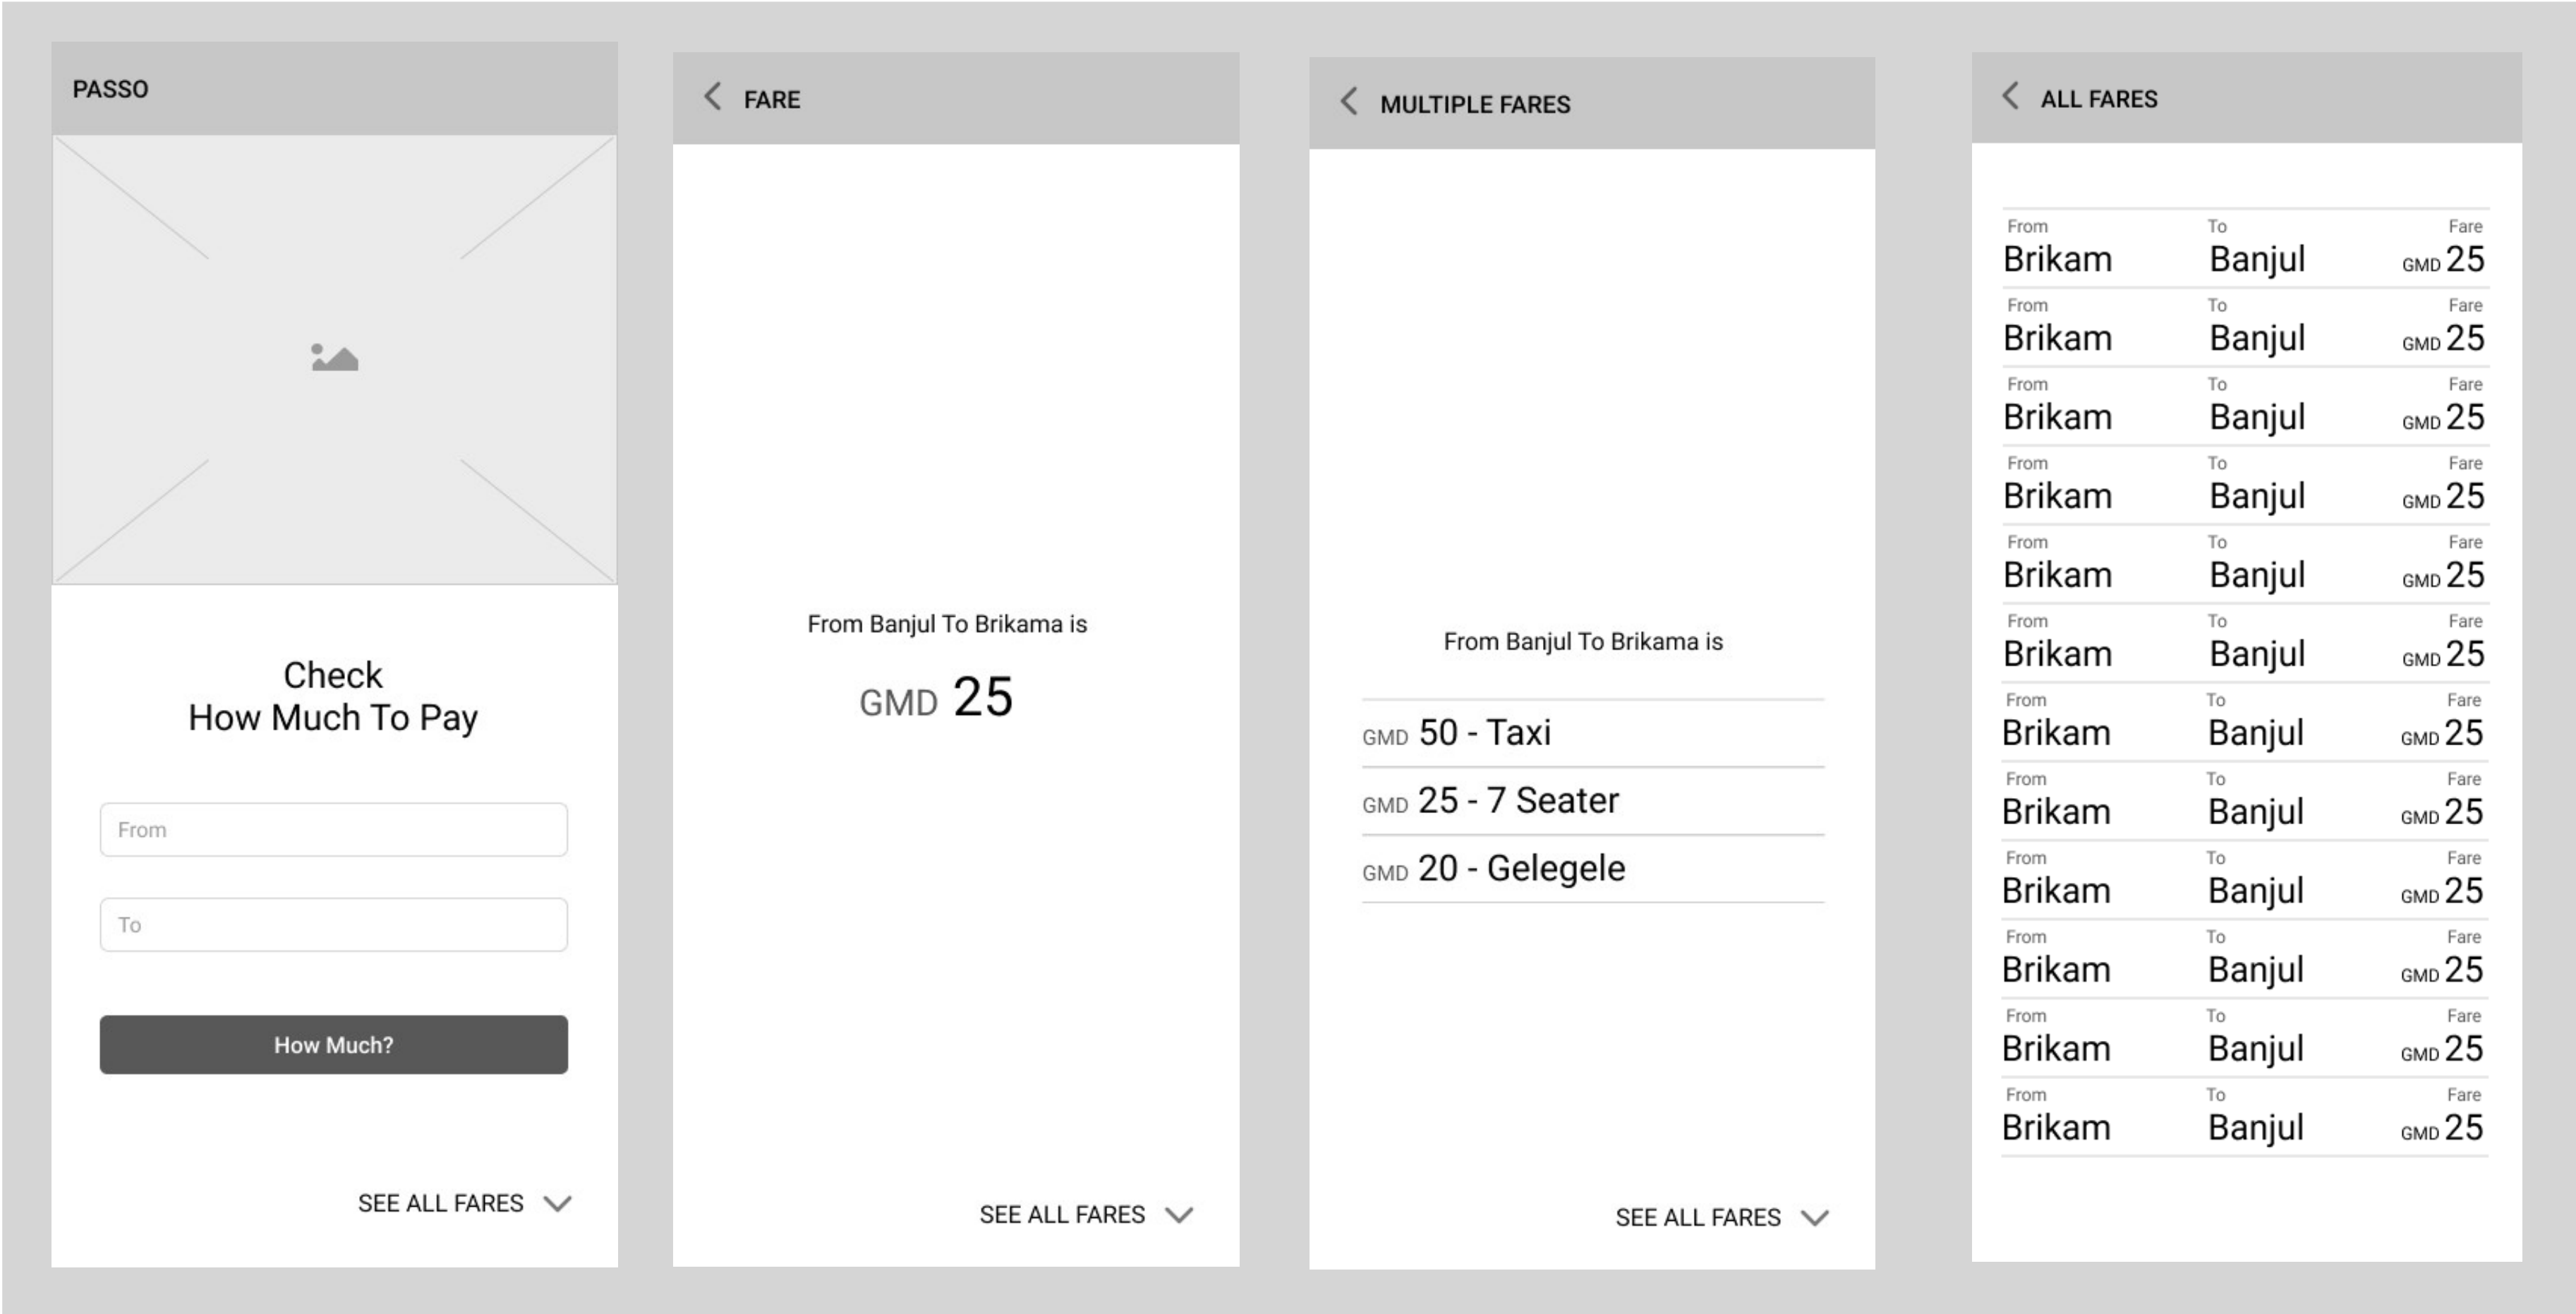 PASSO
Check
How Much To Pay
From
To
How Much?
SEE ALL FARES
FARE
From Banjul To Brikama is
GMD 25
SEE ALL FARES
MULTIPLE FARES
From Banjul To Brikama is
GMD 50 - Taxi
GMD 25 - 7 Seater
GMD 20 - Gelegele
SEE ALL FARES
ALL FARES
From To Fare
Brikam Banjul GMD 25
From To Fare
Brikam Banjul GMD 25
From To Fare
Brikam Banjul GMD 25
From To Fare
Brikam Banjul GMD 25
From To Fare
Brikam Banjul GMD 25
From To Fare
Brikam Banjul GMD 25
From To Fare
Brikam Banjul GMD 25
From To Fare
Brikam Banjul GMD 25
From To Fare
Brikam Banjul GMD 25
From To Fare
Brikam Banjul GMD 25
From To Fare
Brikam Banjul GMD 25
From To Fare
Brikam Banjul GMD 25